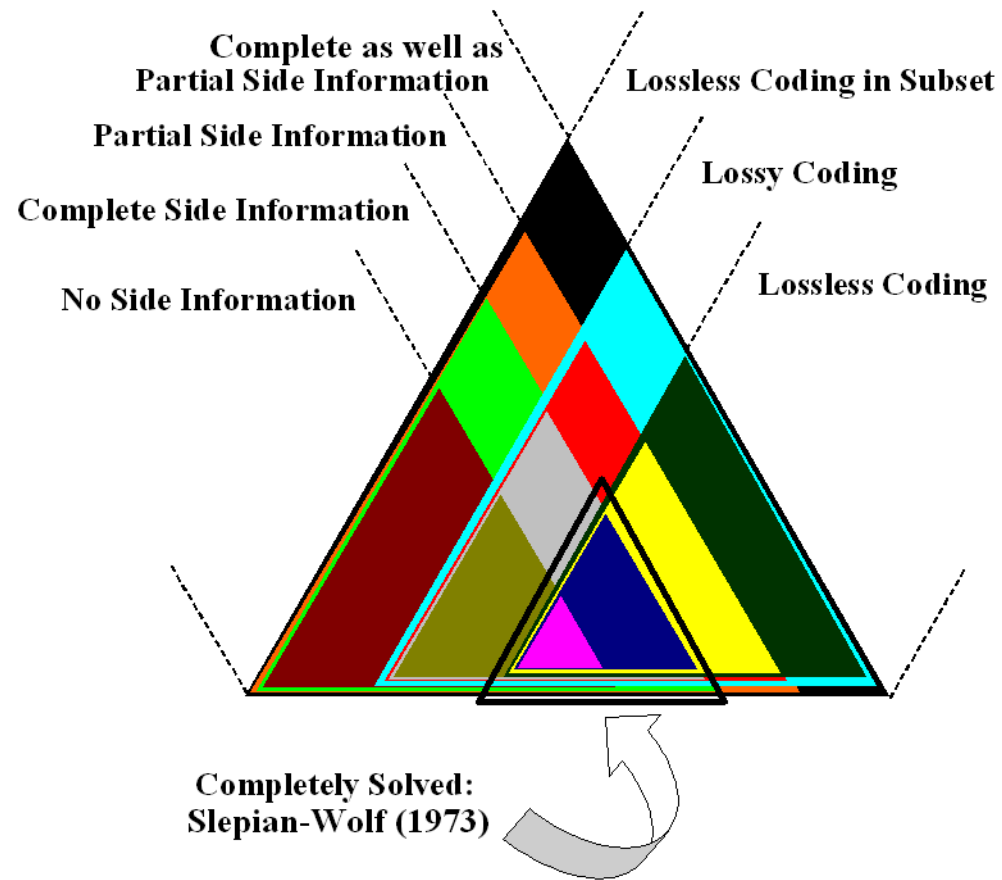 Complete as well as
Partial Side Information
Lossless Coding in Subset
Partial Side Information
Lossy Coding
Complete Side Information
Lossless Coding
No Side Information
Completely Solved:
Slepian-Wolf (1973)